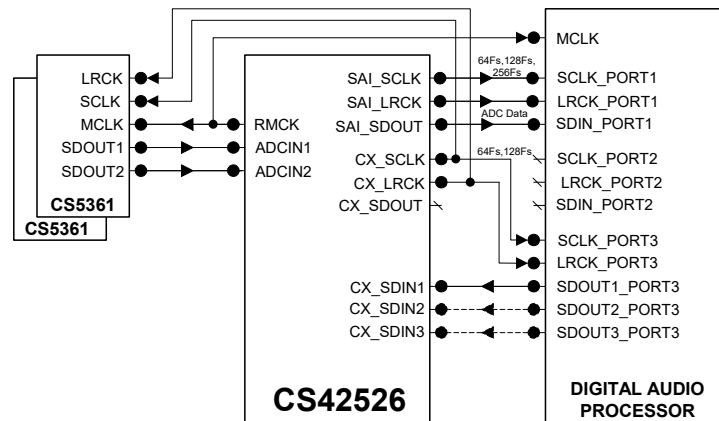 LRCK
SCLK
MCLK
SDOUT1
SDOUT2
CS5361
CS5361
RMCK
ADCIN1
ADCIN2
SAI_SCLK
SAI_LRCK
SAI_SDOUT
CX_SCLK
CX_LRCK
CX_SDOUT
CX_SDIN1
CX_SDIN2
CX_SDIN3
CS42526
64Fs,128Fs,
256Fs
ADC Data
64Fs,128Fs
MCLK
SCLK_PORT1
LRCK_PORT1
SDIN_PORT1
SCLK_PORT2
LRCK_PORT2
SDIN_PORT2
SCLK_PORT3
LRCK_PORT3
SDOUT1_PORT3
SDOUT2_PORT3
SDOUT3_PORT3
DIGITAL AUDIO
PROCESSOR